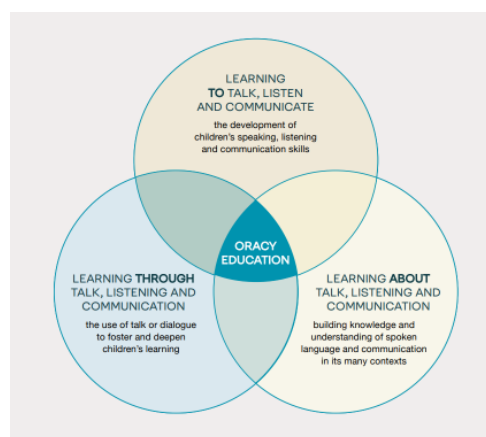 LEARNING
TO TALK, LISTEN
AND COMMUNICATE
the development of
children's speaking, listening
and communication skills
ORACY
EDUCATION
LEARNING THROUGH
TALK, LISTENING AND
COMMUNICATION
the use of talk or dialogue
to foster and deepen
children's learning
LEARNING ABOUT
TALK, LISTENING AND
COMMUNICATION
building knowledge and
understanding of spoken
language and communication
in its many contexts